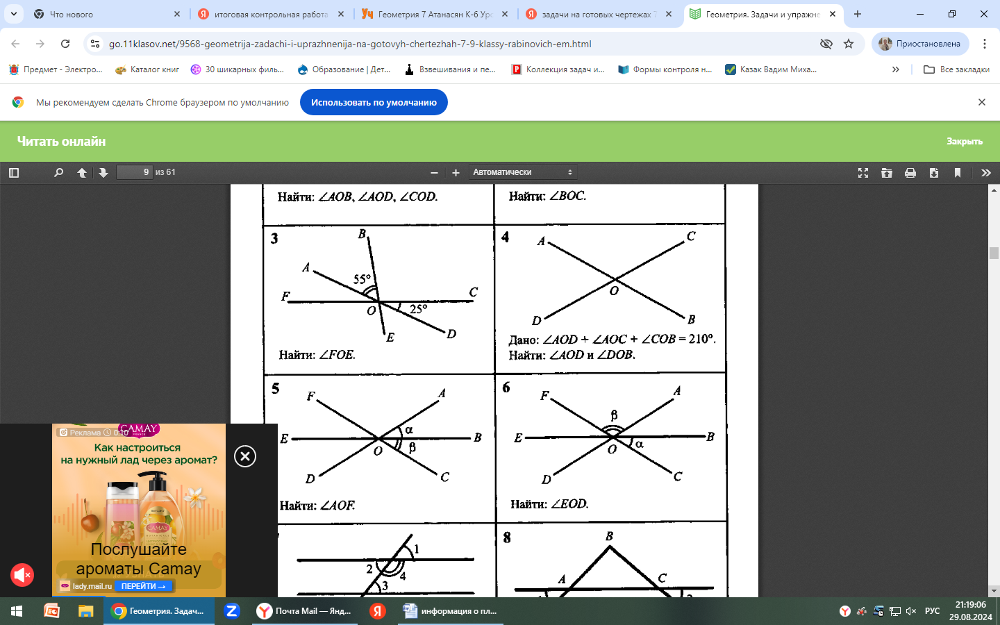 Что нового
итоговая контрольная работа
Геометрия 7 Атанасян К-6 Уро
задачи на готовых чертежах 7
Геометрия. Задачи и упражне
go.11klasov.net/9568-geometrija-zadachi-i-uprazhnenija-na-gotovyh-chertezhah-7-9-klassy-rabinovich-em.html
Приостановлена
Предмет - Электро...
Каталог книг
30 шикарных филь...
Образование | Дет...
Взвешивания и пе...
Коллекция задач и...
Формы контроля н...
Казак Вадим Миха...
Все закладки
Мы рекомендуем сделать Chrome браузером по умолчанию
Использовать по умолчанию
Читать онлайн
Закрыть
9 из 61
Автоматически
Найти: ∠AOB, ∠AOD, ∠COD.
Найти: ∠BOC.
3
B
A
55°
F
C
O
25°
E
D
Найти: ∠FOE.
4
A
C
O
D
B
Дано: ∠AOD + ∠AOC + ∠COB = 210°.
Найти: ∠AOD и ∠DOB.
5
F
A
α
E
B
O
β
D
C
Найти: ∠AOF.
6
F
A
β
E
B
O
α
D
C
Найти: ∠EOD.
1
2
4
3
8
B
A
C
CAMAY
FRANCE
Реклама
0:10
Как настроиться
на нужный лад через аромат?
CAMAY
Послушайте
ароматы Camay
lady.mail.ru
ПЕРЕЙТИ →
Геометрия. Задач...
Почта Mail — Янд...
информация о пл...
РУС
21:19:06
29.08.2024